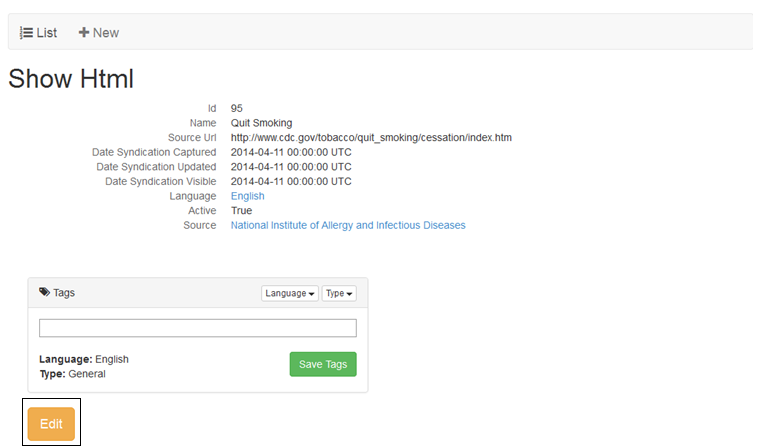 List New
Show Html
Id 95
Name Quit Smoking
Source Url http://www.cdc.gov/tobacco/quit_smoking/cessation/index.htm
Date Syndication Captured 2014-04-11 00:00:00 UTC
Date Syndication Updated 2014-04-11 00:00:00 UTC
Date Syndication Visible 2014-04-11 00:00:00 UTC
Language English
Active True
Source National Institute of Allergy and Infectious Diseases
Tags Language Type
Language: English
Type: General
Save Tags
Edit